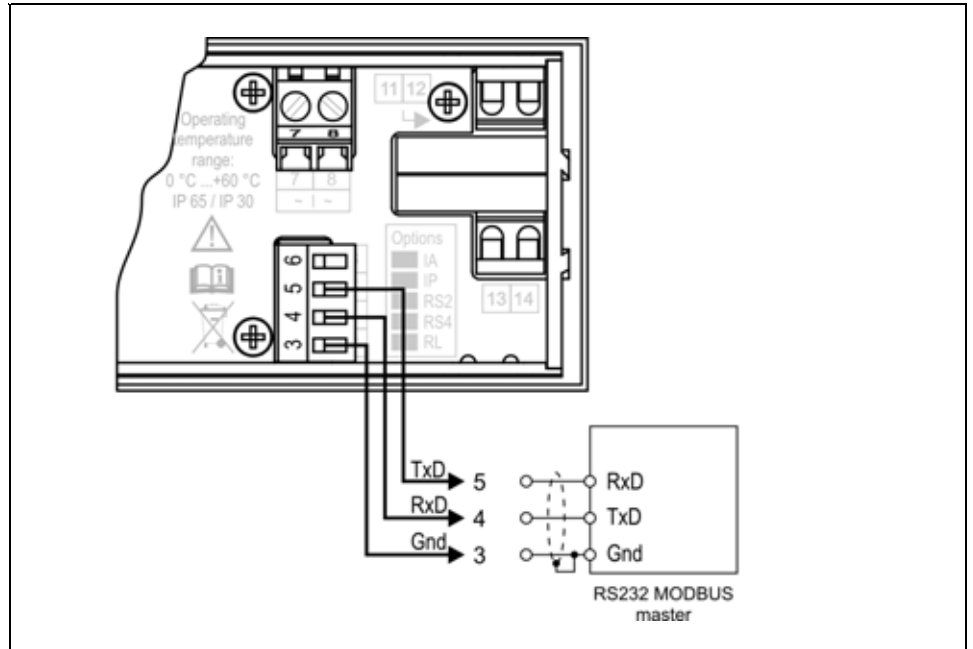 11 12
Operating
temperature
range:
0 °C ...+60 °C
IP 65 / IP 30
7 8
7 8
~ | ~
Options
IA
IP
RS2
RS4
RL
13 14
6
5
4
3
TxD 5 RxD
RxD 4 TxD
Gnd 3 Gnd
RS232 MODBUS
master